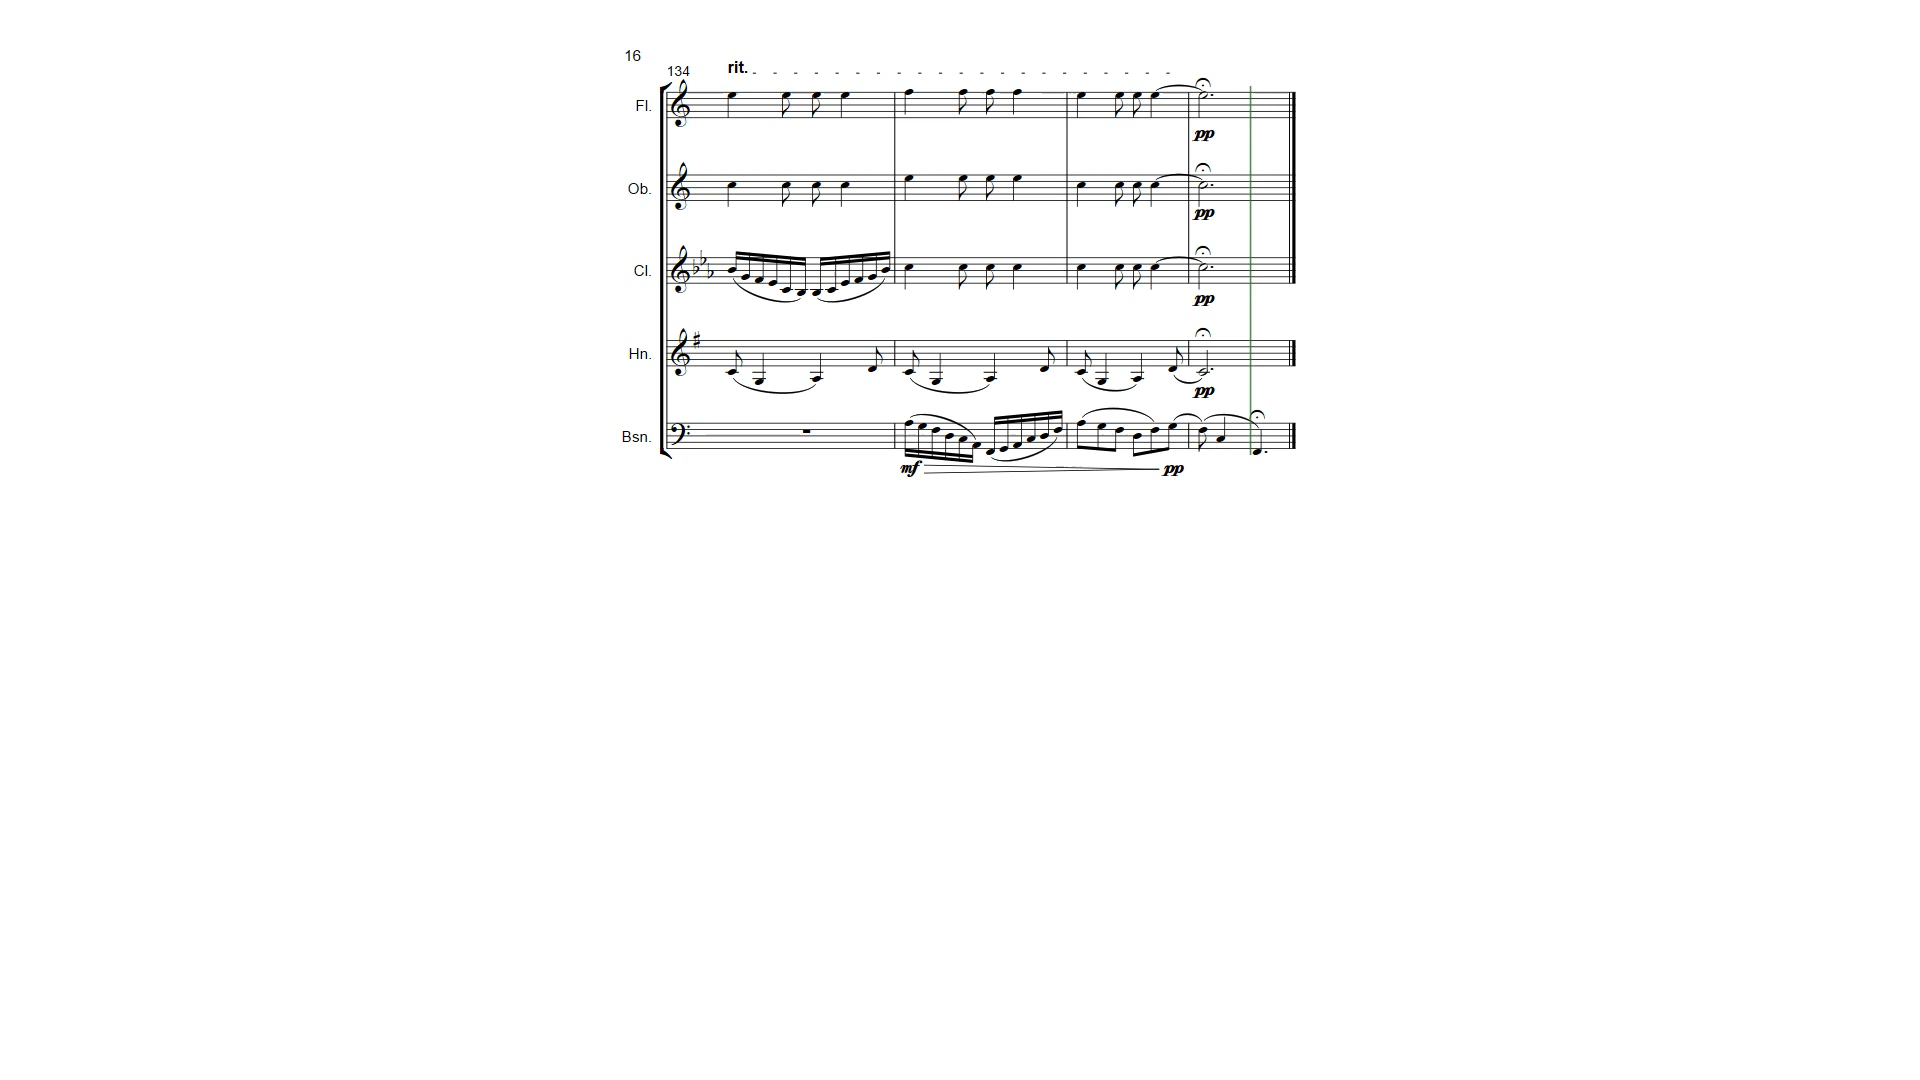 16
134
rit.
Fl.
pp
Ob.
pp
Cl.
pp
Hn.
pp
Bsn.
mf pp